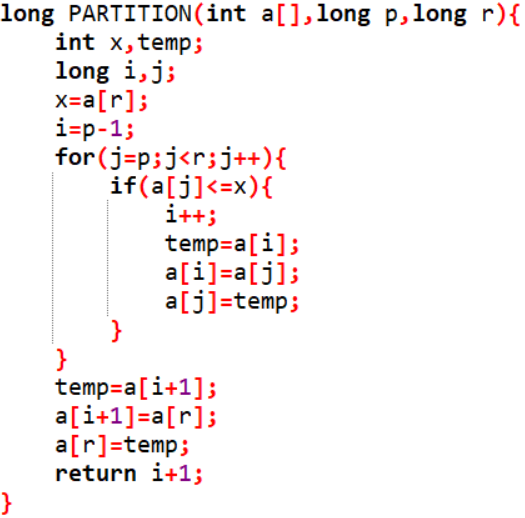 long PARTITION(int a[],long p,long r){
    int x,temp;
    long i,j;
    x=a[r];
    i=p-1;
    for(j=p;j<r;j++){
        if(a[j]<=x){
            i++;
            temp=a[i];
            a[i]=a[j];
            a[j]=temp;
        }
    }
    temp=a[i+1];
    a[i+1]=a[r];
    a[r]=temp;
    return i+1;
}